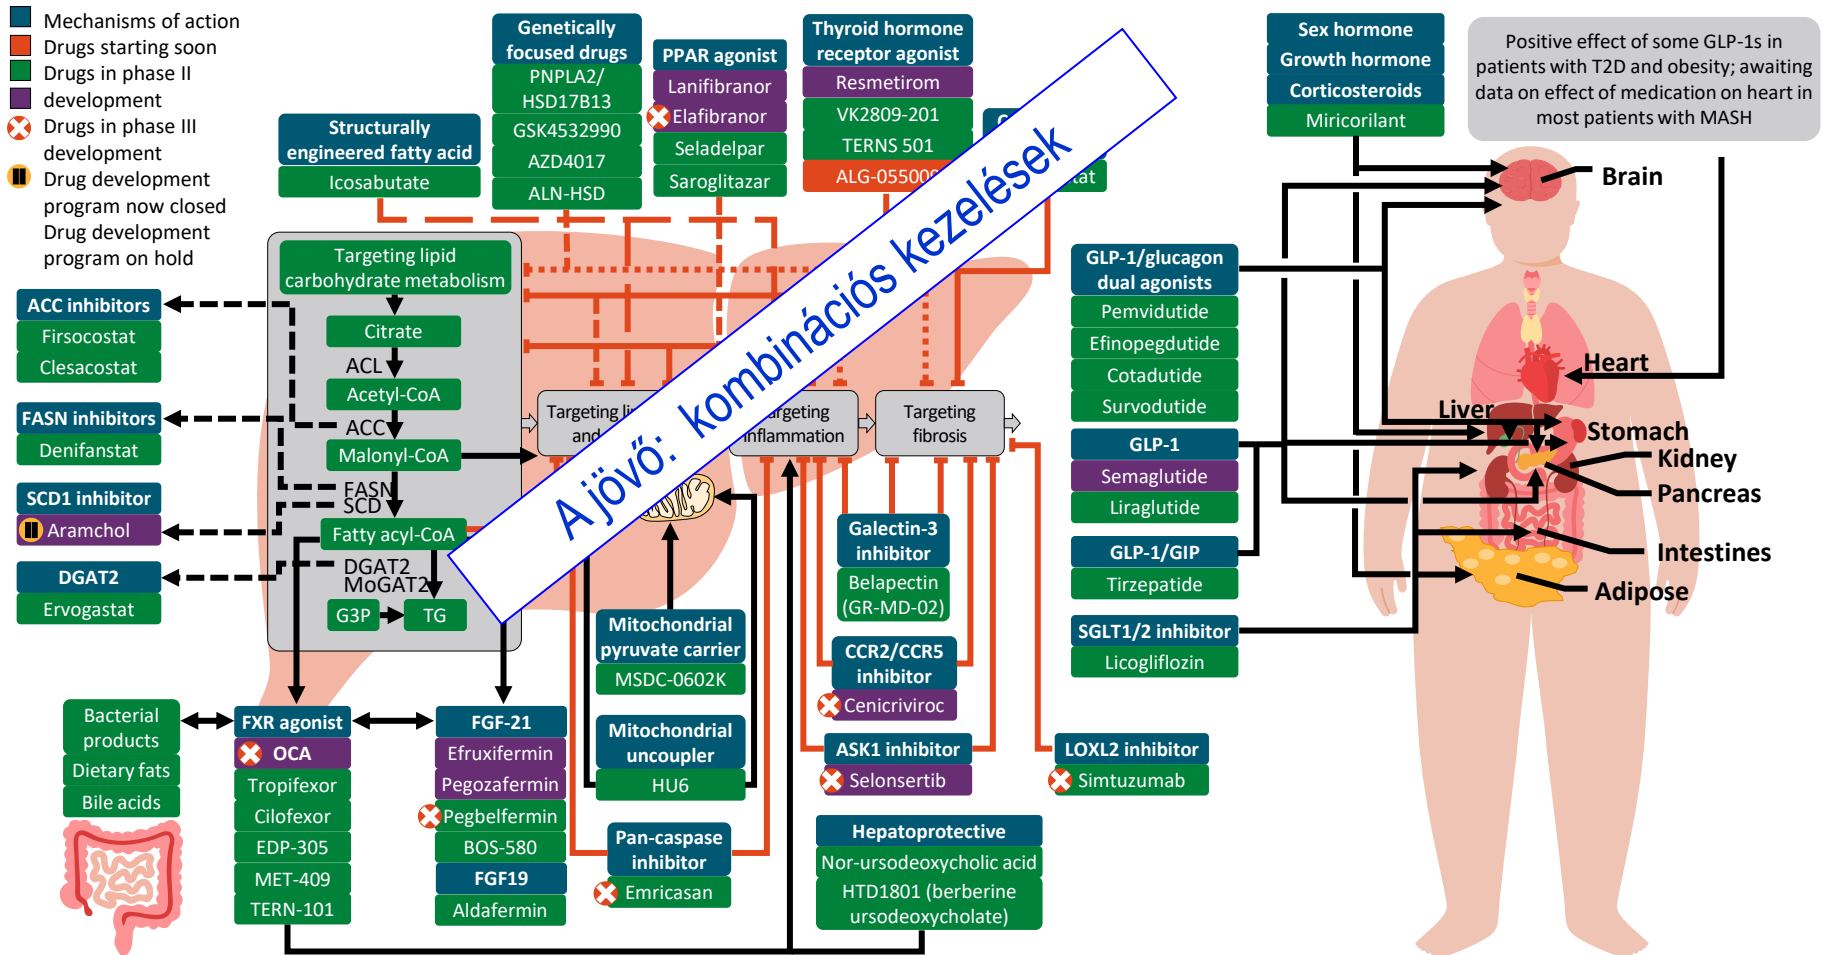 Mechanisms of action
Drugs starting soon
Drugs in phase II
development
Drugs in phase III
development
Drug development
program now closed
Drug development
program on hold
Structurally
engineered fatty acid
Icosabutate
Genetically
focused drugs
PNPLA2/
HSD17B13
GSK4532990
AZD4017
ALN-HSD
PPAR agonist
Lanifibranor
Elafibranor
Seladelpar
Saroglitazar
Thyroid hormone
receptor agonist
Resmetirom
VK2809-201
TERNS 501
ALG-05500
tat
Sex hormone
Growth hormone
Corticosteroids
Miricorilant
Positive effect of some GLP-1s in
patients with T2D and obesity; awaiting
data on effect of medication on heart in
most patients with MASH
A jövő: kombinációs kezelések
ACC inhibitors
Firsocostat
Clesacostat
FASN inhibitors
Denifanstat
SCD1 inhibitor
Aramchol
DGAT2
Ervogastat
Targeting lipid
carbohydrate metabolism
Citrate
ACL
Acetyl-CoA
ACC
Malonyl-CoA
FASN
SCD
Fatty acyl-CoA
DGAT2
MoGAT2
G3P
TG
Targeting li
and
argeting
inflammation
Targeting
fibrosis
Bacterial
products
Dietary fats
Bile acids
FXR agonist
OCA
Tropifexor
Cilofexor
EDP-305
MET-409
TERN-101
FGF-21
Efruxifermin
Pegozafermin
Pegbelfermin
BOS-580
FGF19
Aldafermin
Mitochondrial
pyruvate carrier
MSDC-0602K
Mitochondrial
uncoupler
HU6
Pan-caspase
inhibitor
Emricasan
Galectin-3
inhibitor
Belapectin
(GR-MD-02)
CCR2/CCR5
inhibitor
Cenicriviroc
ASK1 inhibitor
Selonsertib
LOXL2 inhibitor
Simtuzumab
Hepatoprotective
Nor-ursodeoxycholic acid
HTD1801 (berberine
ursodeoxycholate)
GLP-1/glucagon
dual agonists
Pemvidutide
Efinopegdutide
Cotadutide
Survodutide
GLP-1
Semaglutide
Liraglutide
GLP-1/GIP
Tirzepatide
SGLT1/2 inhibitor
Licogliflozin
Brain
Heart
Liver
Stomach
Kidney
Pancreas
Intestines
Adipose